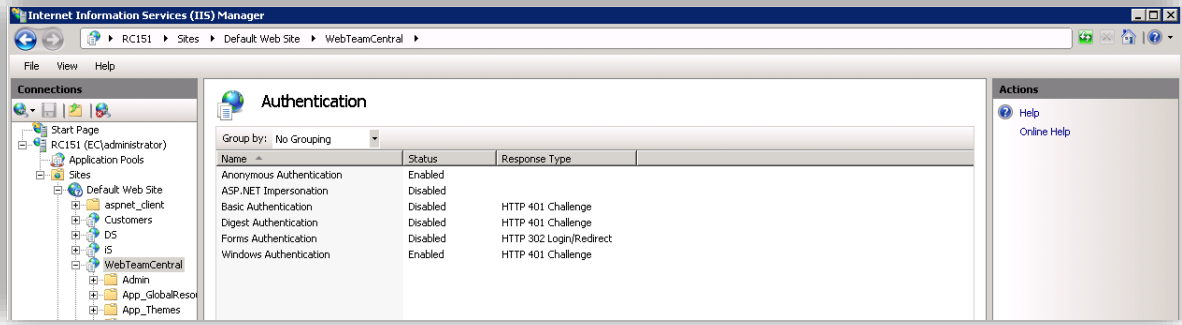 Internet Information Services (IIS) Manager
RC151 Sites Default Web Site WebTeamCentral
File View Help
Connections
Start Page
RC151 (EC\administrator)
Application Pools
Sites
Default Web Site
aspnet_client
Customers
DS
iS
WebTeamCentral
Admin
App_GlobalResou
App_Themes
Authentication
Group by: No Grouping
Name Status Response Type
Anonymous Authentication Enabled
ASP.NET Impersonation Disabled
Basic Authentication Disabled HTTP 401 Challenge
Digest Authentication Disabled HTTP 401 Challenge
Forms Authentication Disabled HTTP 302 Login/Redirect
Windows Authentication Enabled HTTP 401 Challenge
Actions
Help
Online Help